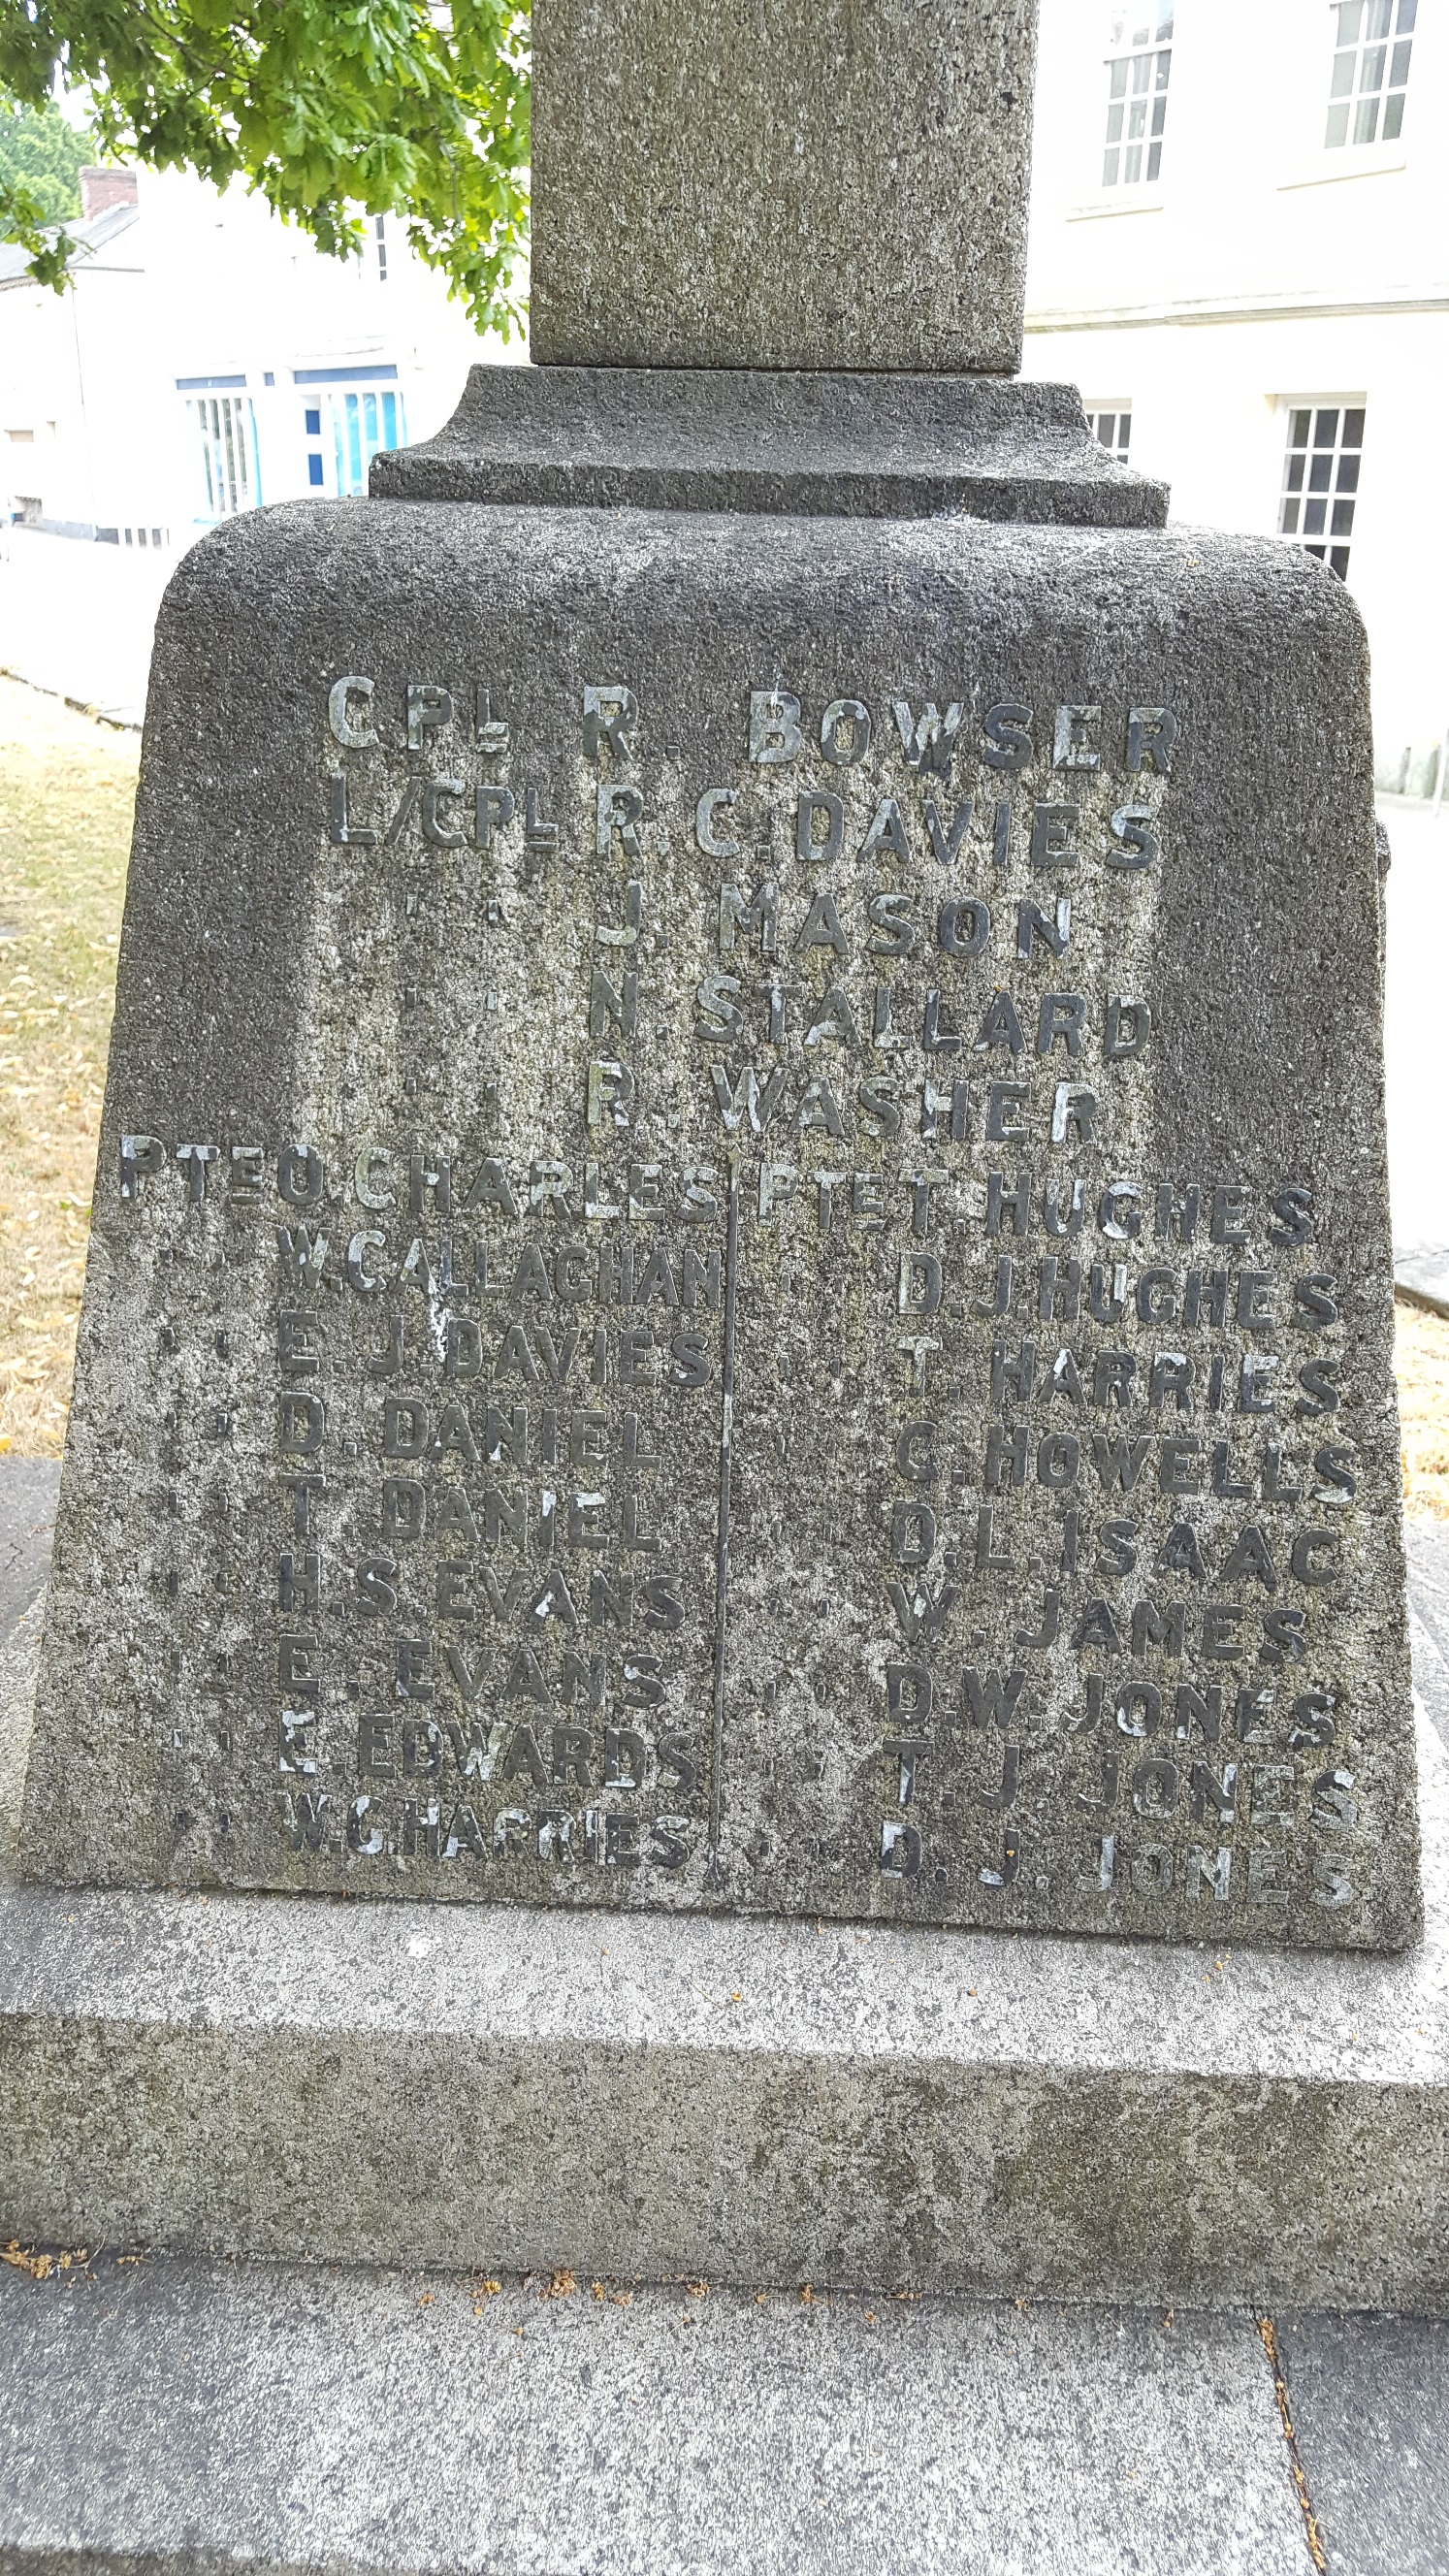 CPL R. BOWSER
L/CPL R. C. DAVIES
" " J. MASON
" " N. STALLARD
" " R. WASHER
PTE O. CHARLES
" " W. CALLAGHAN
" " E. J. DAVIES
" " D. DANIEL
" " T. DANIEL
" " H. S. EVANS
" " E. EVANS
" " E. EDWARDS
" " W. G. HARRIES
PTE T. HUGHES
" " D. J. HUGHES
" " T. HARRIES
" " C. HOWELLS
" " D. L. ISAAC
" " W. JAMES
" " D. W. JONES
" " T. J. JONES
" " D. J. JONES